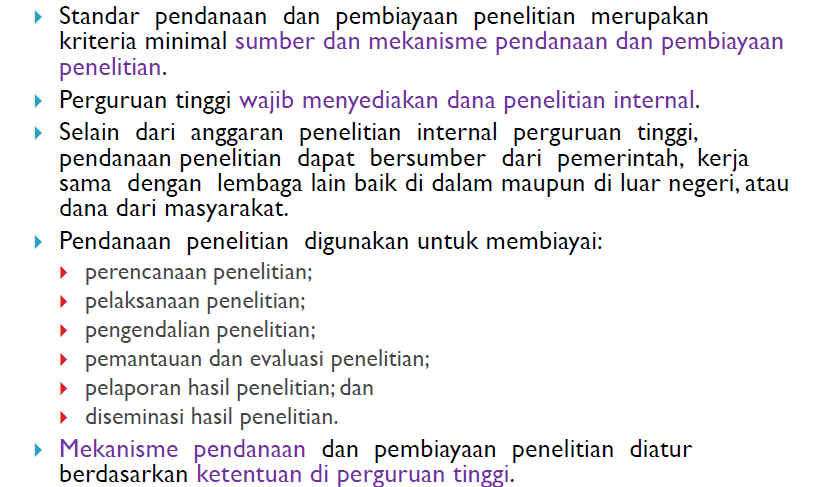 Standar pendanaan dan pembiayaan penelitian merupakan
kriteria minimal sumber dan mekanisme pendanaan dan pembiayaan
penelitian.
Perguruan tinggi wajib menyediakan dana penelitian internal.
Selain dari anggaran penelitian internal perguruan tinggi,
pendanaan penelitian dapat bersumber dari pemerintah, kerja
sama dengan lembaga lain baik di dalam maupun di luar negeri, atau
dana dari masyarakat.
Pendanaan penelitian digunakan untuk membiayai:
perencanaan penelitian;
pelaksanaan penelitian;
pengendalian penelitian;
pemantauan dan evaluasi penelitian;
pelaporan hasil penelitian; dan
diseminasi hasil penelitian.
Mekanisme pendanaan dan pembiayaan penelitian diatur
berdasarkan ketentuan di perguruan tinggi.